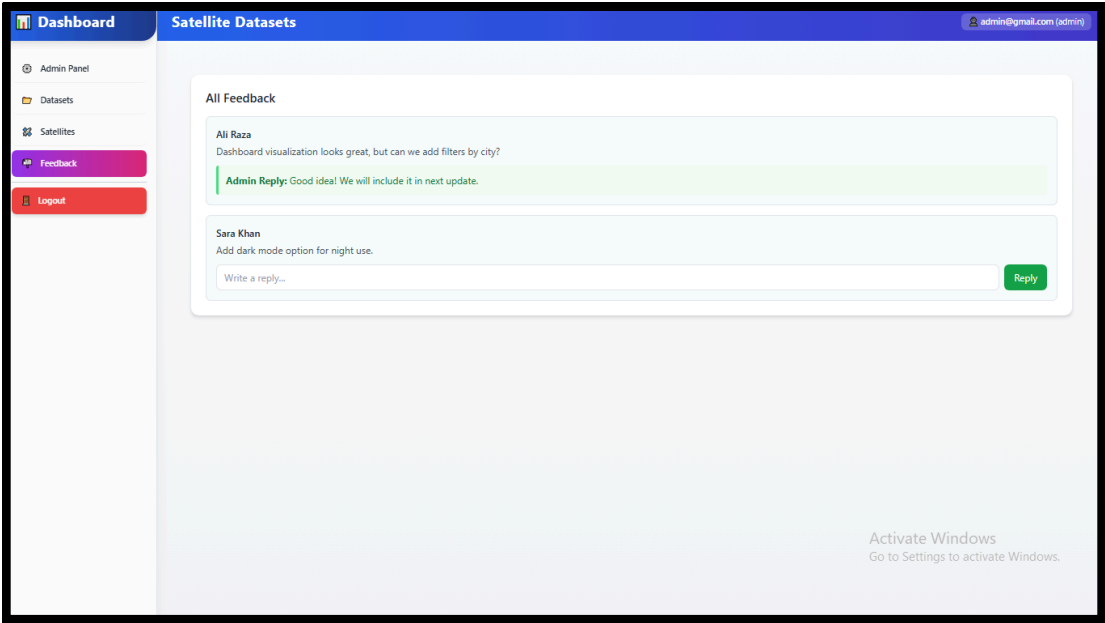 Dashboard
Satellite Datasets
admin@gmail.com (admin)
Admin Panel
Datasets
Satellites
Feedback
Logout
All Feedback
Ali Raza
Dashboard visualization looks great, but can we add filters by city?
Admin Reply: Good idea! We will include it in next update.
Sara Khan
Add dark mode option for night use.
Write a reply...
Reply
Activate Windows
Go to Settings to activate Windows.